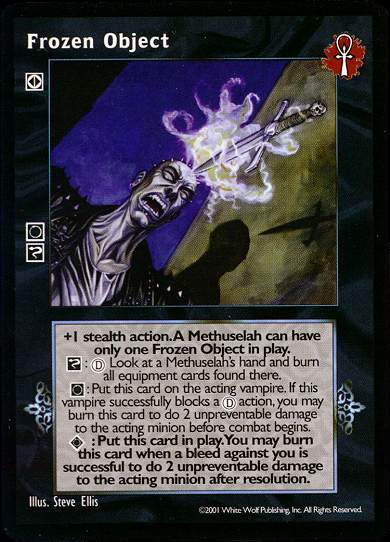 Frozen Object
+1 stealth action. A Methuselah can have
only one Frozen Object in play.
: Ⓓ Look at a Methuselah's hand and burn
all equipment cards found there.
: Put this card on the acting vampire. If this
vampire successfully blocks a Ⓓ action, you may
burn this card to do 2 unpreventable damage
to the acting minion before combat begins.
: Put this card in play. You may burn
this card when a bleed against you is
successful to do 2 unpreventable damage
to the acting minion after resolution.
Illus. Steve Ellis
©2001 White Wolf Publishing, Inc. All Rights Reserved.